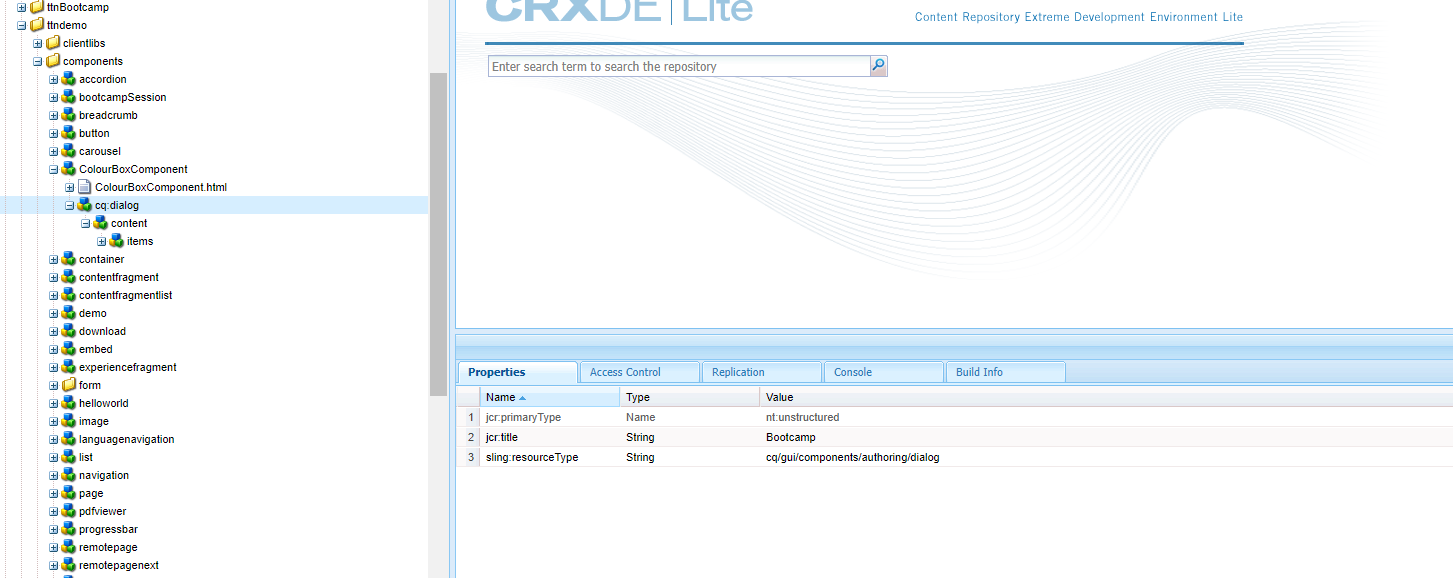 ttnBootcamp
ttndemo
clientlibs
components
accordion
bootcampSession
breadcrumb
button
carousel
ColourBoxComponent
ColourBoxComponent.html
cq:dialog
content
items
container
contentfragment
contentfragmentlist
demo
download
embed
experiencefragment
form
helloworld
image
languagenavigation
list
navigation
page
pdfviewer
progressbar
remotepage
remotepagenext
CRXDE | Lite
Content Repository Extreme Development Environment Lite
Enter search term to search the repository
Properties Access Control Replication Console Build Info
Name Type Value
1 jcr:primaryType Name nt:unstructured
2 jcr:title String Bootcamp
3 sling:resourceType String cq/gui/components/authoring/dialog